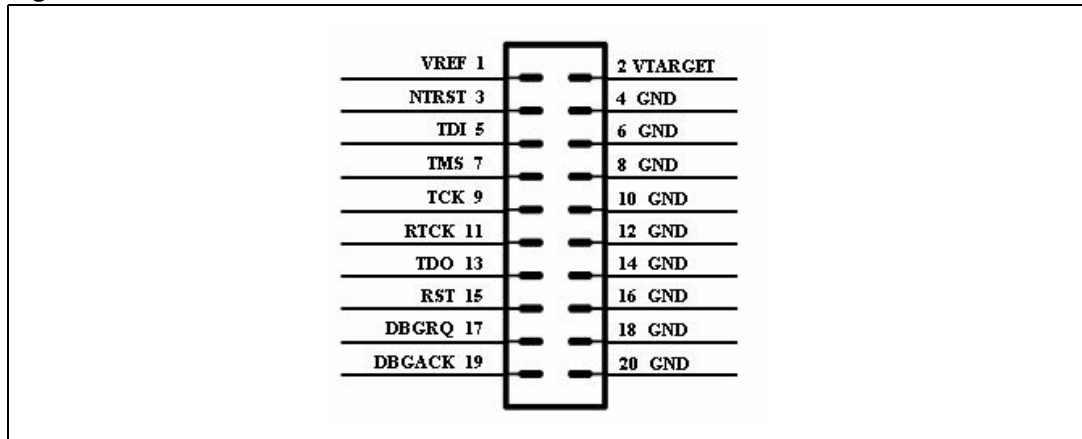 VREF 1 2 VTARGET
NTRST 3 4 GND
TDI 5 6 GND
TMS 7 8 GND
TCK 9 10 GND
RTCK 11 12 GND
TDO 13 14 GND
RST 15 16 GND
DBGRQ 17 18 GND
DBGACK 19 20 GND